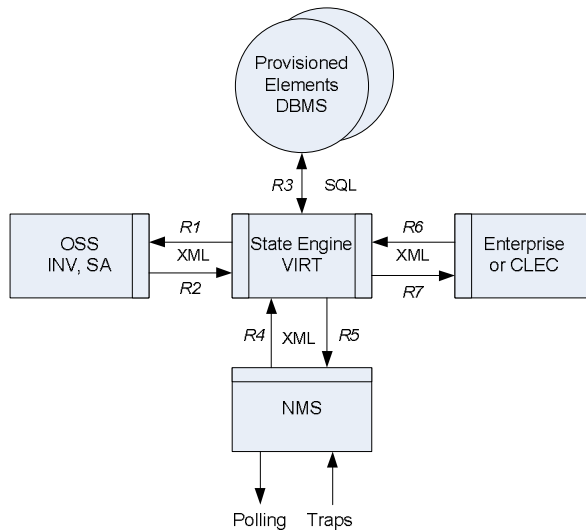 Provisioned
Elements
DBMS
R3 SQL
R1
R6
OSS
INV, SA
XML
State Engine
VIRT
XML
Enterprise
or CLEC
R2
R7
R4 XML R5
NMS
Polling Traps